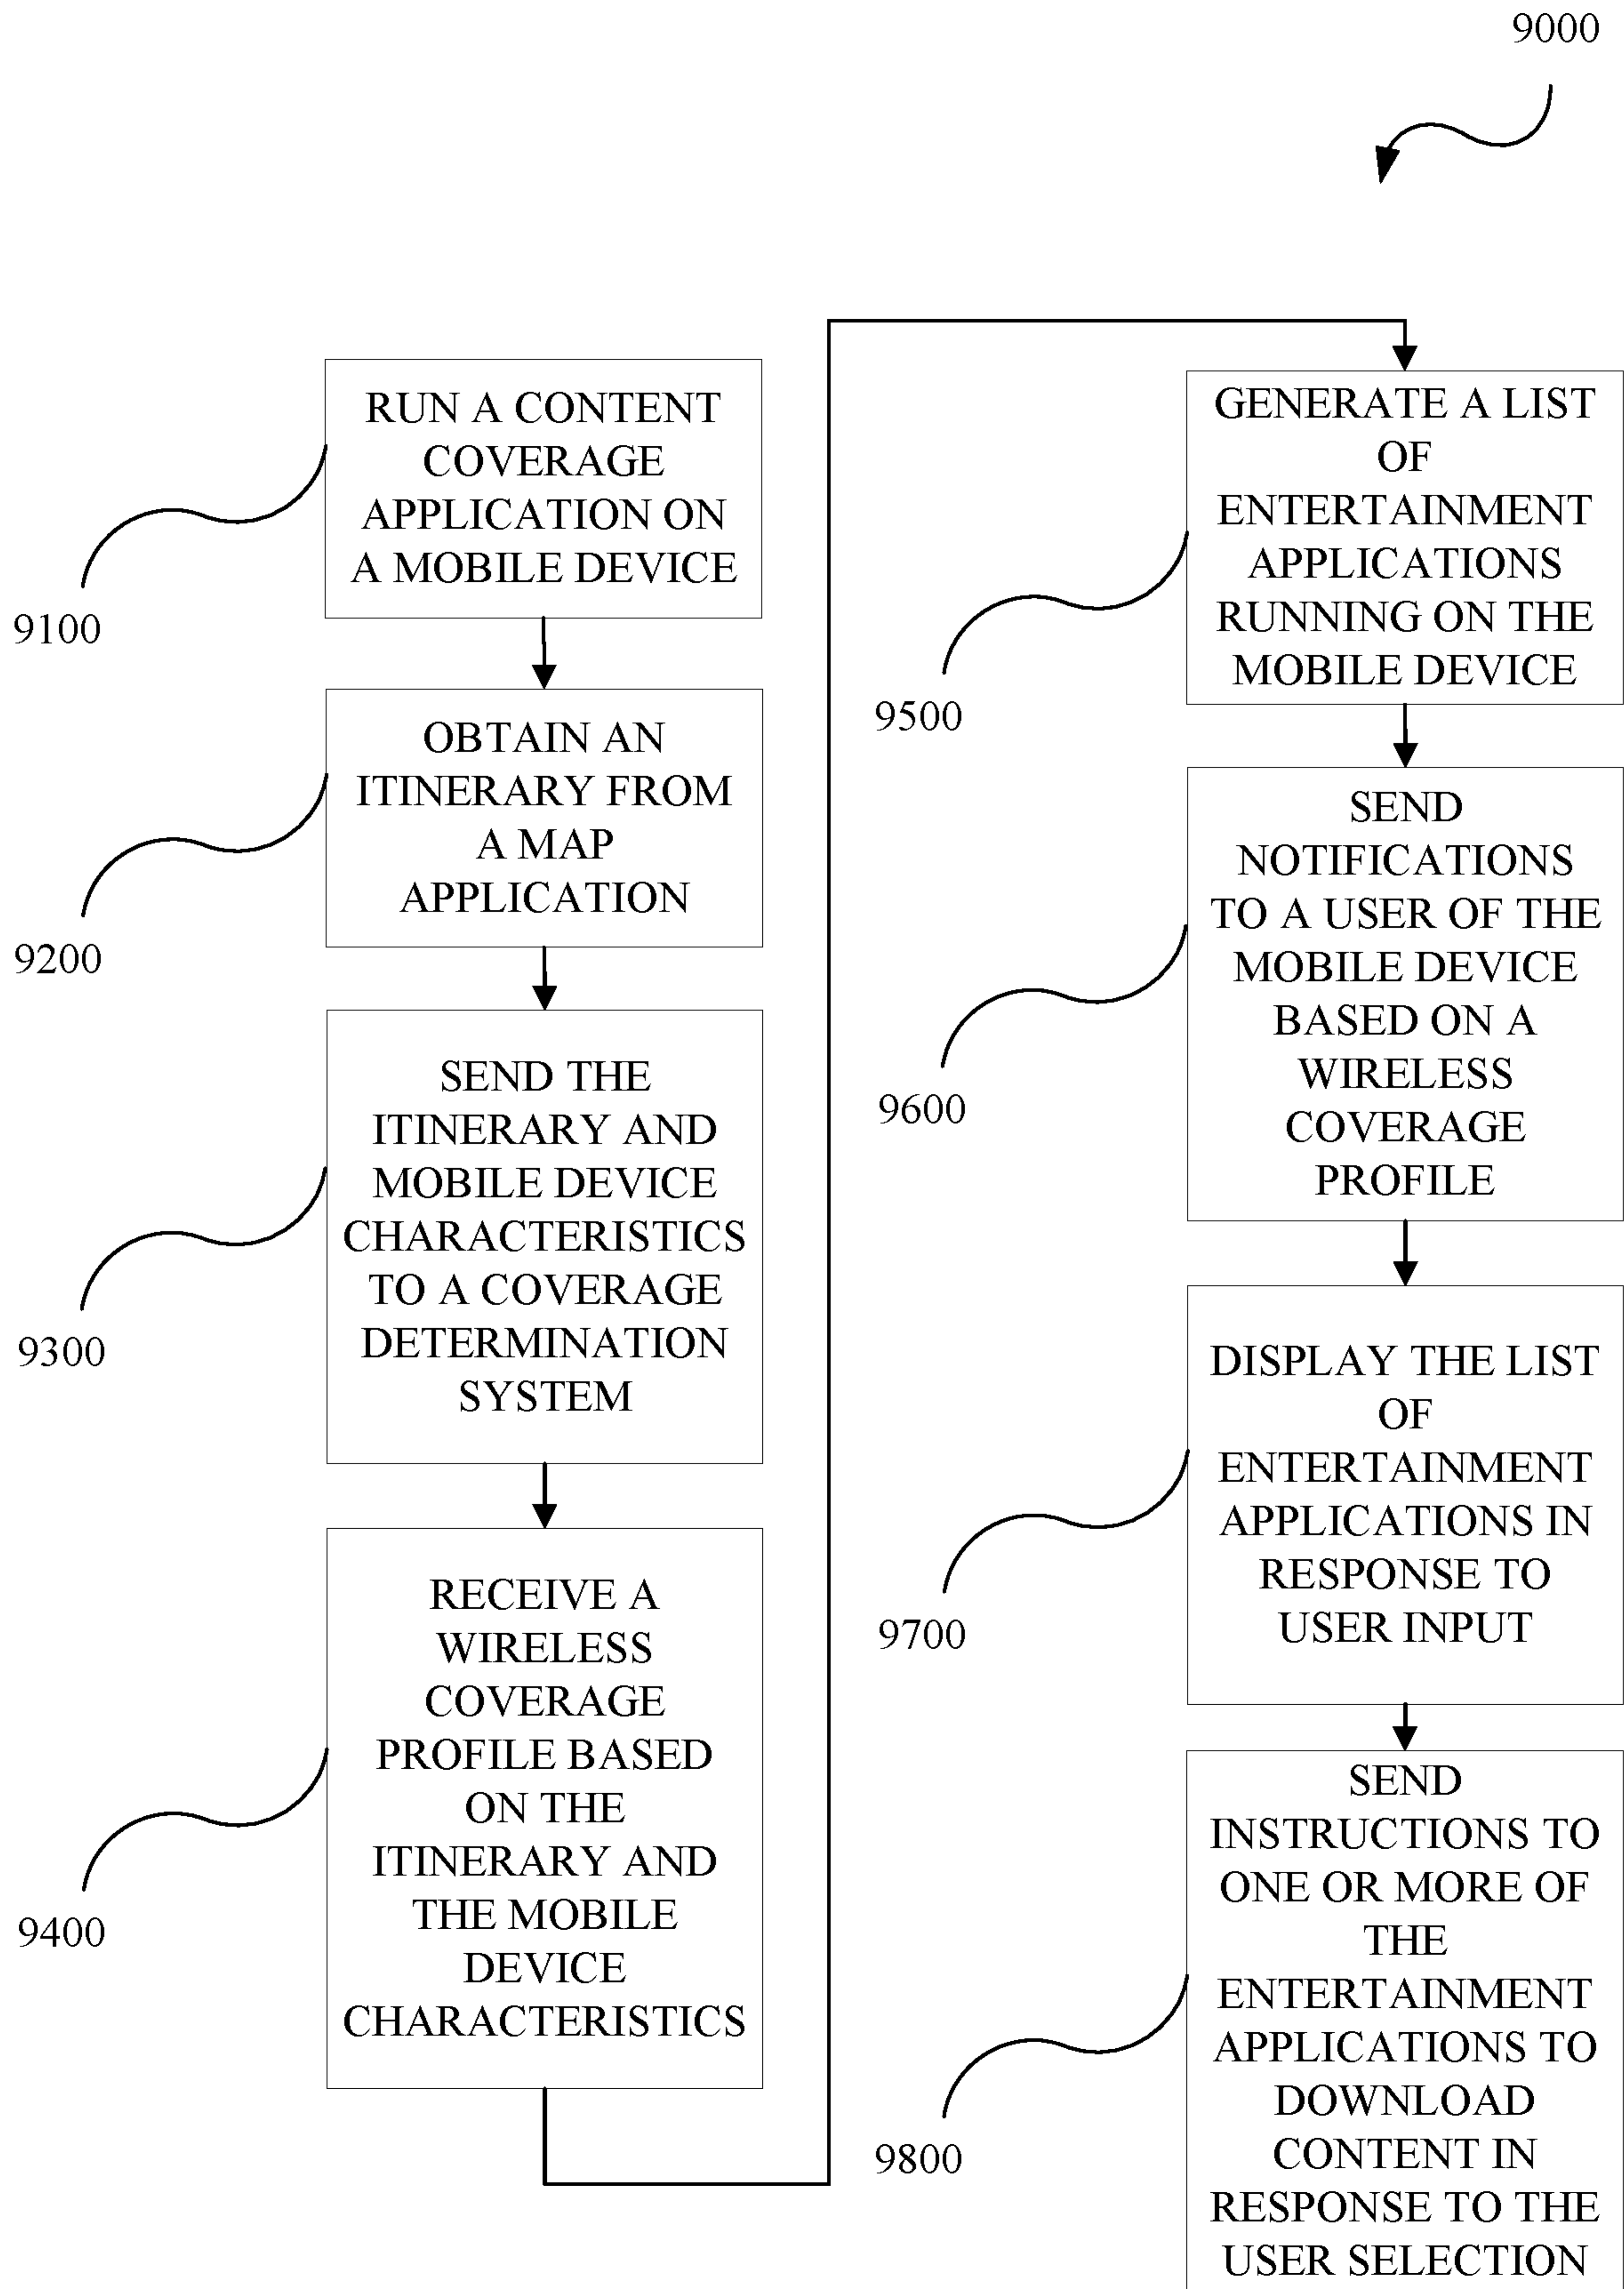 9000
RUN A CONTENT
COVERAGE
APPLICATION ON
A MOBILE DEVICE
9100
OBTAIN AN
ITINERARY FROM
A MAP
APPLICATION
9200
SEND THE
ITINERARY AND
MOBILE DEVICE
CHARACTERISTICS
TO A COVERAGE
DETERMINATION
SYSTEM
9300
RECEIVE A
WIRELESS
COVERAGE
PROFILE BASED
ON THE
ITINERARY AND
THE MOBILE
DEVICE
CHARACTERISTICS
9400
GENERATE A LIST
OF
ENTERTAINMENT
APPLICATIONS
RUNNING ON THE
MOBILE DEVICE
9500
SEND
NOTIFICATIONS
TO A USER OF THE
MOBILE DEVICE
BASED ON A
WIRELESS
COVERAGE
PROFILE
9600
DISPLAY THE LIST
OF
ENTERTAINMENT
APPLICATIONS IN
RESPONSE TO
USER INPUT
9700
SEND
INSTRUCTIONS TO
ONE OR MORE OF
THE
ENTERTAINMENT
APPLICATIONS TO
DOWNLOAD
CONTENT IN
RESPONSE TO THE
USER SELECTION
9800